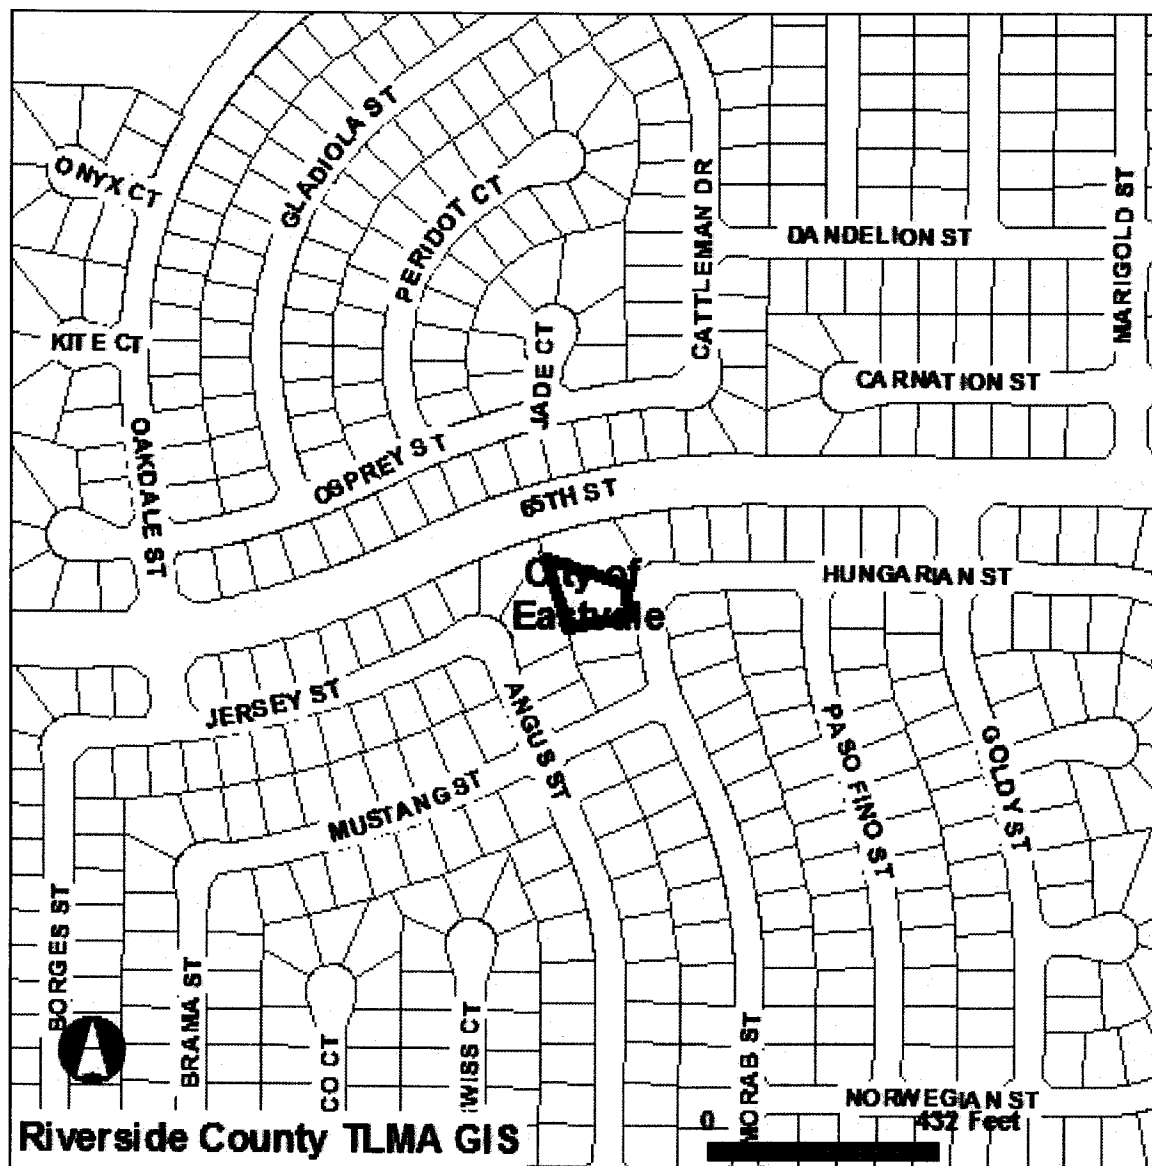 GLADIOLA ST
ONYX CT
PERIDOT CT
CATTLEMAN DR
MARIGOLD ST
DANDELION ST
KITE CT
JADE CT
CARNATION ST
OAKDALE ST
OSPREY ST
65TH ST
City of
Eastvale
HUNGARIAN ST
JERSEY ST
ANGUS ST
PASO FINO ST
GOLDY ST
MUSTANG ST
BORGES ST
BRAMA ST
CO CT
WISS CT
MORAB ST
NORWEGIAN ST
0 432 Feet
Riverside County TLMA GIS